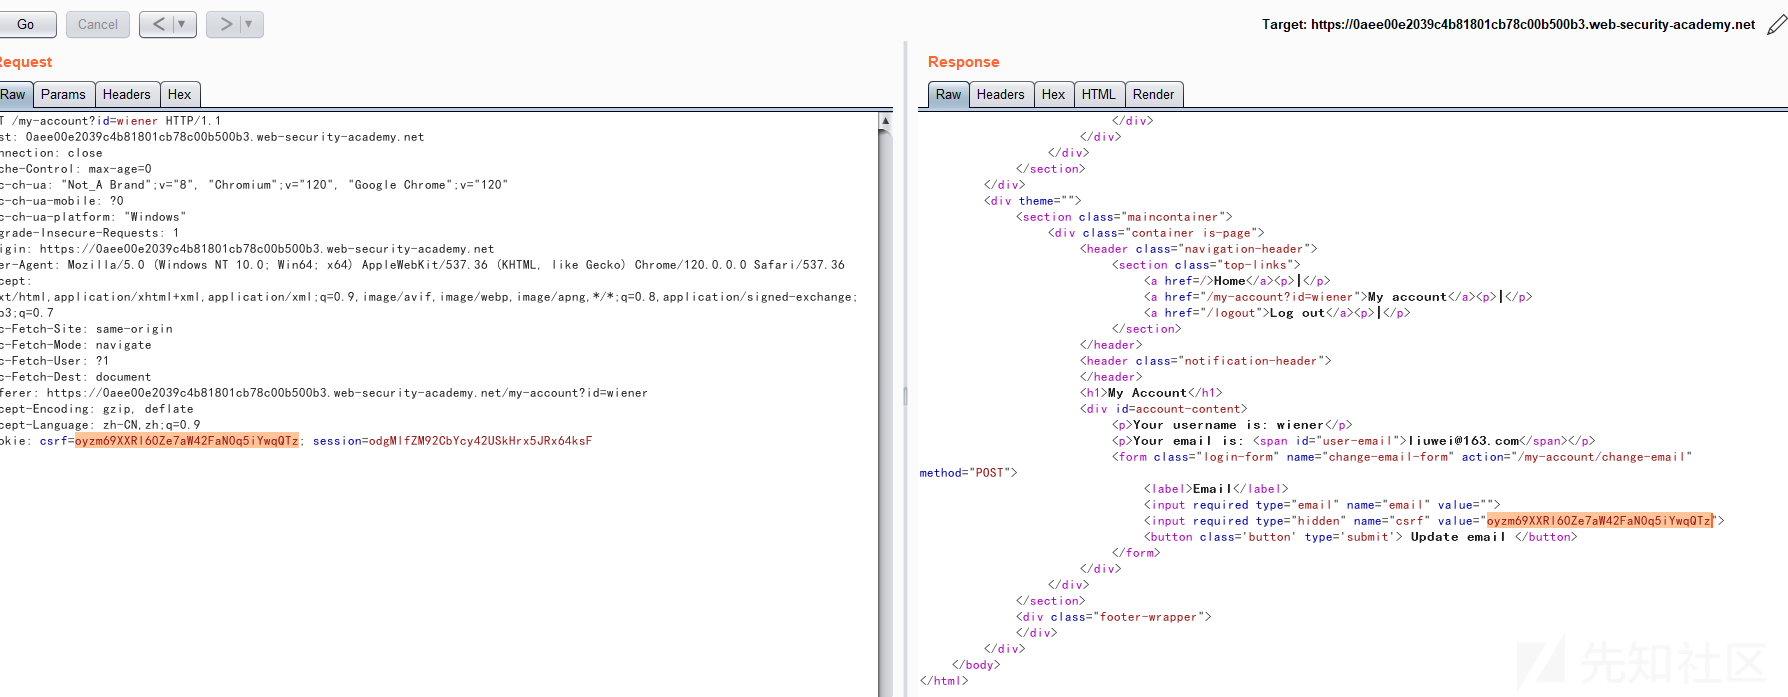 Go Cancel < ▼ > ▼ Target: https://0aee00e2039c4b81801cb78c00b500b3.web-security-academy.net
Request
Raw Params Headers Hex
T /my-account?id=wiener HTTP/1.1
st: 0aee00e2039c4b81801cb78c00b500b3.web-security-academy.net
nnection: close
che-Control: max-age=0
c-ch-ua: "Not_A Brand";v="8", "Chromium";v="120", "Google Chrome";v="120"
c-ch-ua-mobile: ?0
c-ch-ua-platform: "Windows"
grade-Insecure-Requests: 1
igin: https://0aee00e2039c4b81801cb78c00b500b3.web-security-academy.net
er-Agent: Mozilla/5.0 (Windows NT 10.0; Win64; x64) AppleWebKit/537.36 (KHTML, like Gecko) Chrome/120.0.0.0 Safari/537.36
cept:
xt/html,application/xhtml+xml,application/xml;q=0.9,image/avif,image/webp,image/apng,*/*;q=0.8,application/signed-exchange;
b3;q=0.7
c-Fetch-Site: same-origin
c-Fetch-Mode: navigate
c-Fetch-User: ?1
c-Fetch-Dest: document
ferer: https://0aee00e2039c4b81801cb78c00b500b3.web-security-academy.net/my-account?id=wiener
cept-Encoding: gzip, deflate
cept-Language: zh-CN,zh;q=0.9
okie: csrf=oyzm69XXRl6OZe7aW42FaNOq5iYwqQTz; session=odgMlfZM92CbYcy42USkHrx5JRx64ksF
Response
Raw Headers Hex HTML Render
</div>
</div>
</div>
</section>
</div>
<div theme="">
<section class="maincontainer">
<div class="container is-page">
<header class="navigation-header">
<section class="top-links">
<a href=/>Home</a><p>|</p>
<a href="/my-account?id=wiener">My account</a><p>|</p>
<a href="/logout">Log out</a><p>|</p>
</section>
</header>
<header class="notification-header">
</header>
<h1>My Account</h1>
<div id=account-content>
<p>Your username is: wiener</p>
<p>Your email is: <span id="user-email">liuwei@163.com</span></p>
<form class="login-form" name="change-email-form" action="/my-account/change-email"
method="POST">
<label>Email</label>
<input required type="email" name="email" value="">
<input required type="hidden" name="csrf" value="oyzm69XXRl6OZe7aW42FaNOq5iYwqQTz">
<button class='button' type='submit'> Update email </button>
</form>
</div>
</div>
</section>
<div class="footer-wrapper">
</div>
</div>
</body>
</html>
先知社区